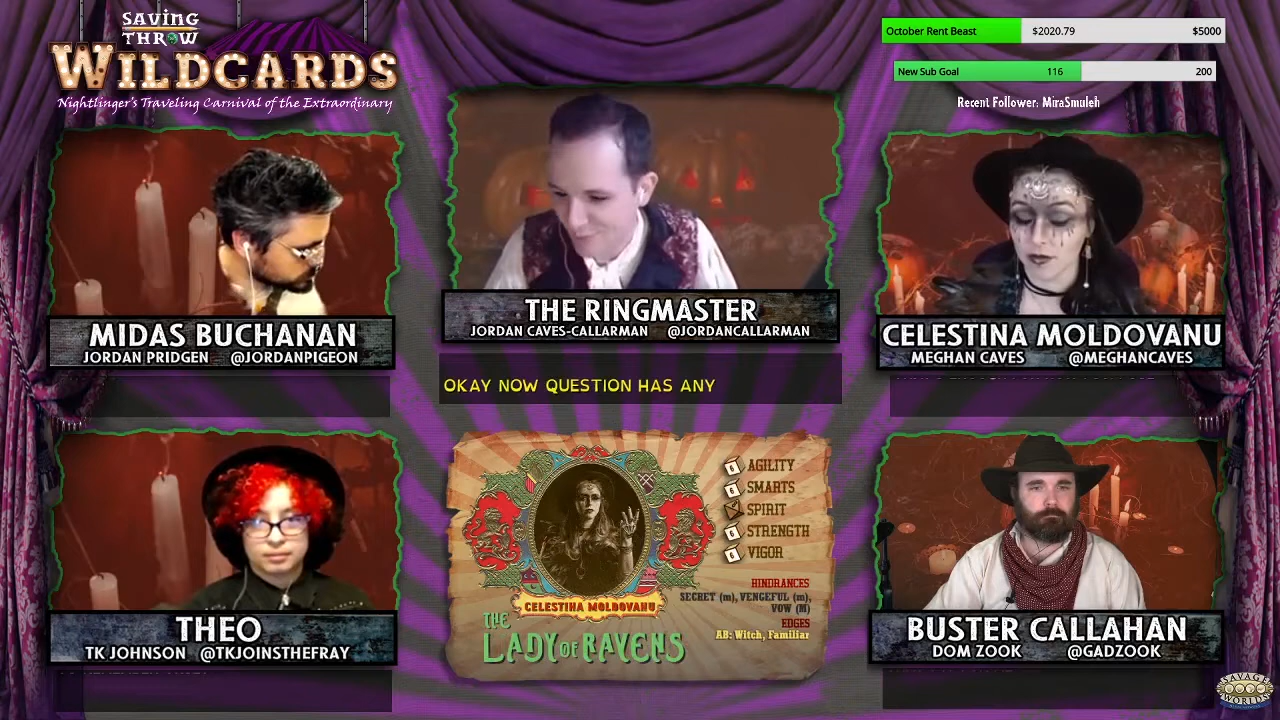 SAVING
THROW
WILDCARDS
Nightlinger's Traveling Carnival of the Extraordinary
October Rent Beast $2020.79 $5000
New Sub Goal 116 200
Recent Follower: MiraSmuleh
MIDAS BUCHANAN
JORDAN PRIDGEN @JORDANPIGEON
THE RINGMASTER
JORDAN CAVES-CALLARMAN @JORDANCALLARMAN
CELESTINA MOLDOVANU
MEGHAN CAVES @MEGHANCAVES
OKAY NOW QUESTION HAS ANY
THEO
TK JOHNSON @TKJOINSTHEFRAY
CELESTINA MOLDOVANU
THE
LADY OF RAVENS
AGILITY
SMARTS
SPIRIT
STRENGTH
VIGOR
HINDRANCES
SECRET (m), VENGEFUL (m),
VOW (M)
EDGES
AB: Witch, Familiar
BUSTER CALLAHAN
DOM ZOOK @GADZOOK
SAVAGE
WORLDS